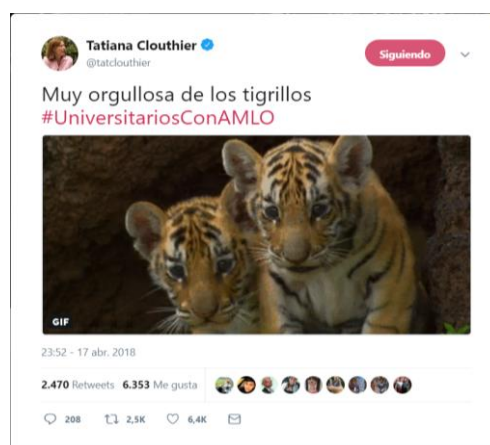 Tatiana Clouthier
@tatclouthier
Siguiendo
Muy orgullosa de los tigrillos
#UniversitariosConAMLO
GIF
23:52 - 17 abr. 2018
2.470 Retweets 6.353 Me gusta
208 2,5K 6,4K